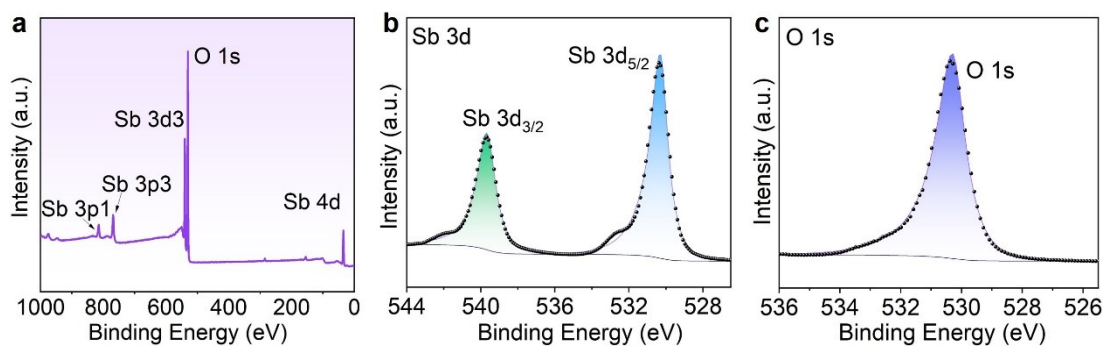 a
O 1s
Sb 3d3
Sb 3p3
Sb 3p1
Sb 4d
Intensity (a.u.)
1000 800 600 400 200 0
Binding Energy (eV)
b
Sb 3d
Sb 3d5/2
Sb 3d3/2
Intensity (a.u.)
544 540 536 532 528
Binding Energy (eV)
c
O 1s
O 1s
Intensity (a.u.)
536 534 532 530 528 526
Binding Energy (eV)